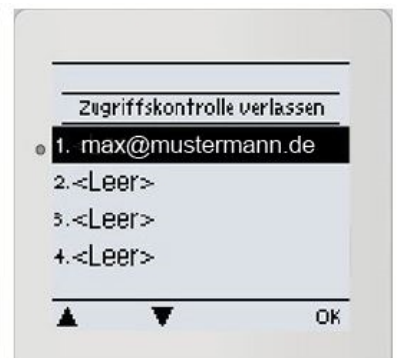 Zugriffskontrolle verlassen
1. max@mustermann.de
2.<Leer>
3.<Leer>
4.<Leer>
▲ ▼ OK